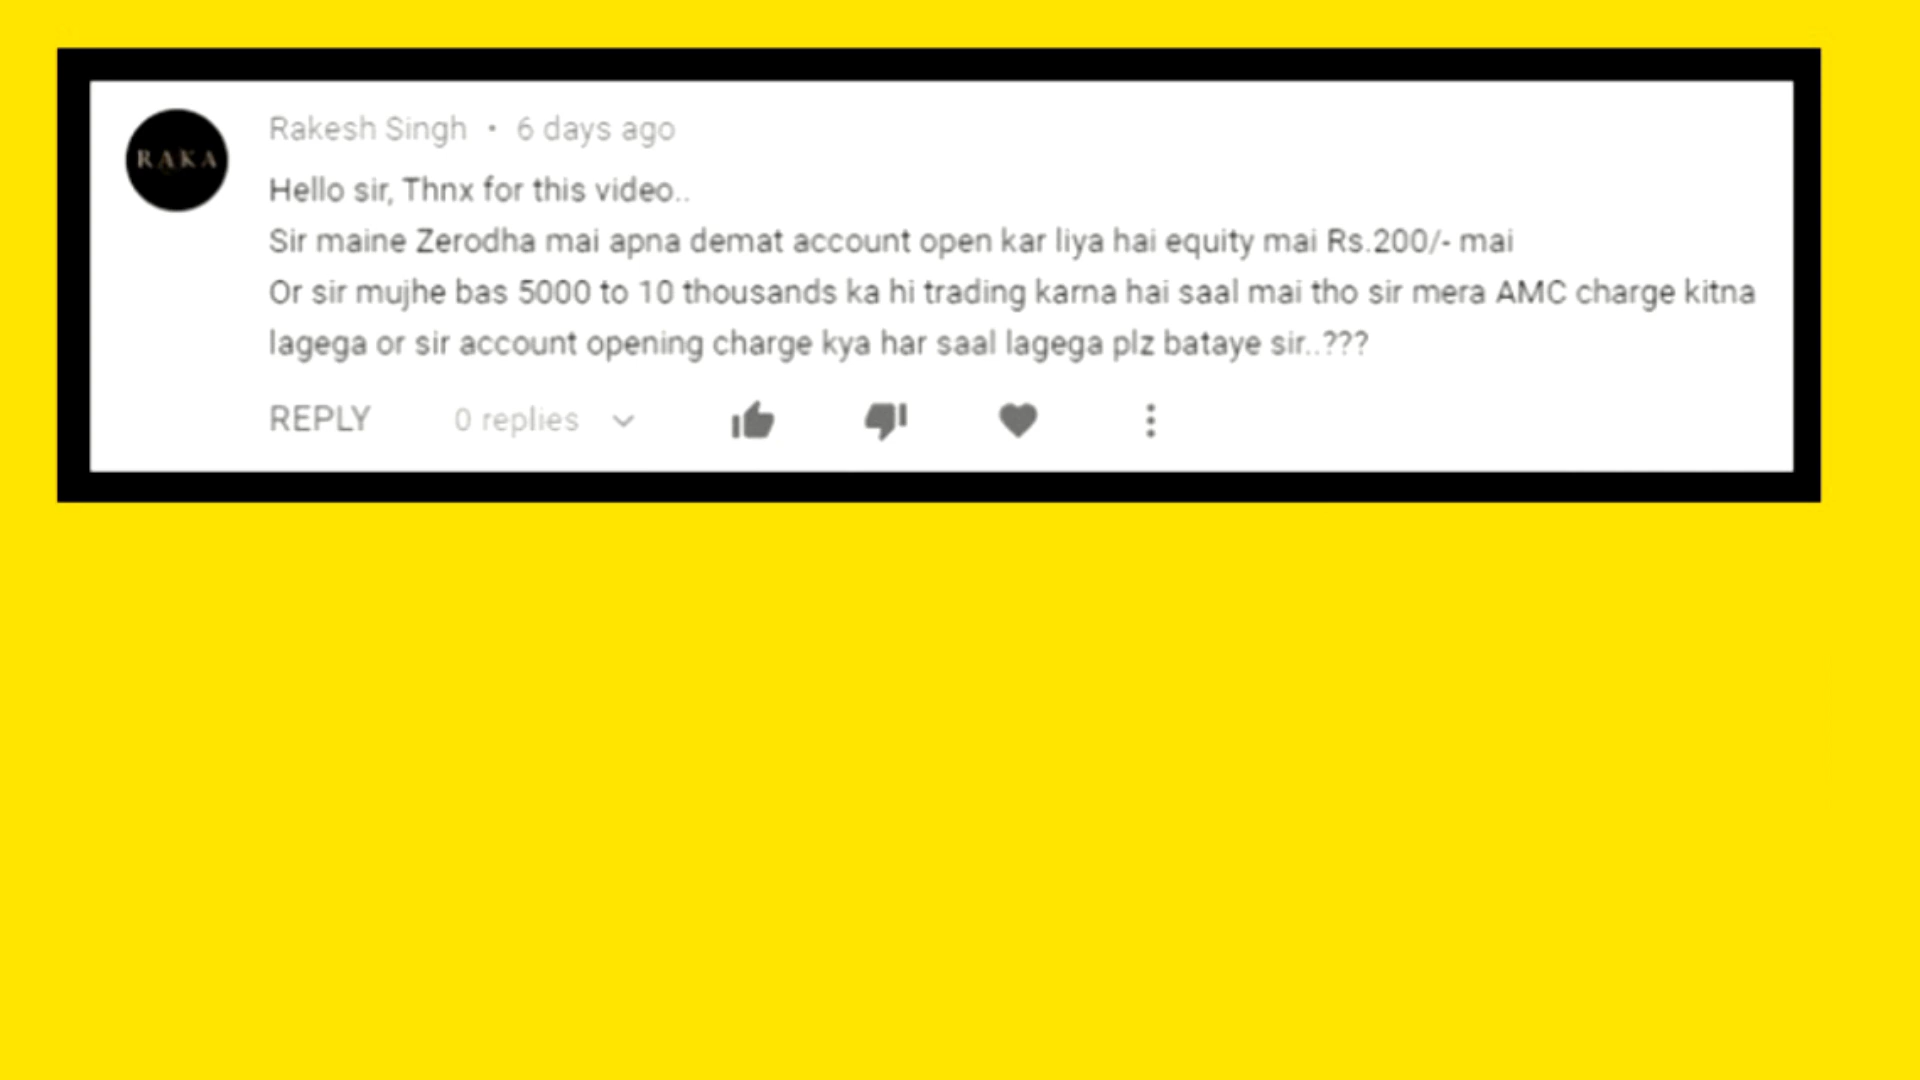 RAKA
Rakesh Singh • 6 days ago
Hello sir, Thnx for this video..
Sir maine Zerodha mai apna demat account open kar liya hai equity mai Rs.200/- mai
Or sir mujhe bas 5000 to 10 thousands ka hi trading karna hai saal mai tho sir mera AMC charge kitna
lagega or sir account opening charge kya har saal lagega plz bataye sir..???
REPLY 0 replies